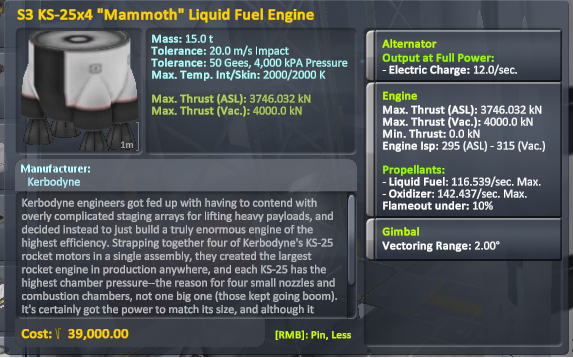 S3 KS-25x4 "Mammoth" Liquid Fuel Engine
Mass: 15.0 t
Tolerance: 20.0 m/s Impact
Tolerance: 50 Gees, 4,000 kPA Pressure
Max. Temp. Int/Skin: 2000/2000 K
Max. Thrust (ASL): 3746.032 kN
Max. Thrust (Vac.): 4000.0 kN
1m
Manufacturer:
Kerbodyne
Kerbodyne engineers got fed up with having to contend with
overly complicated staging arrays for lifting heavy payloads, and
decided instead to just build a truly enormous engine of the
highest efficiency. Strapping together four of Kerbodyne's KS-25
rocket motors in a single assembly, they created the largest
rocket engine in production anywhere, and each KS-25 has the
highest chamber pressure--the reason for four small nozzles and
combustion chambers, not one big one (those kept going boom).
It's certainly got the power to match its size, and although it
Cost: 39,000.00
[RMB]: Pin, Less
Alternator
Output at Full Power:
- Electric Charge: 12.0/sec.
Engine
Max. Thrust (ASL): 3746.032 kN
Max. Thrust (Vac.): 4000.0 kN
Min. Thrust: 0.0 kN
Engine Isp: 295 (ASL) - 315 (Vac.)
Propellants:
- Liquid Fuel: 116.539/sec. Max.
- Oxidizer: 142.437/sec. Max.
Flameout under: 10%
Gimbal
Vectoring Range: 2.00°